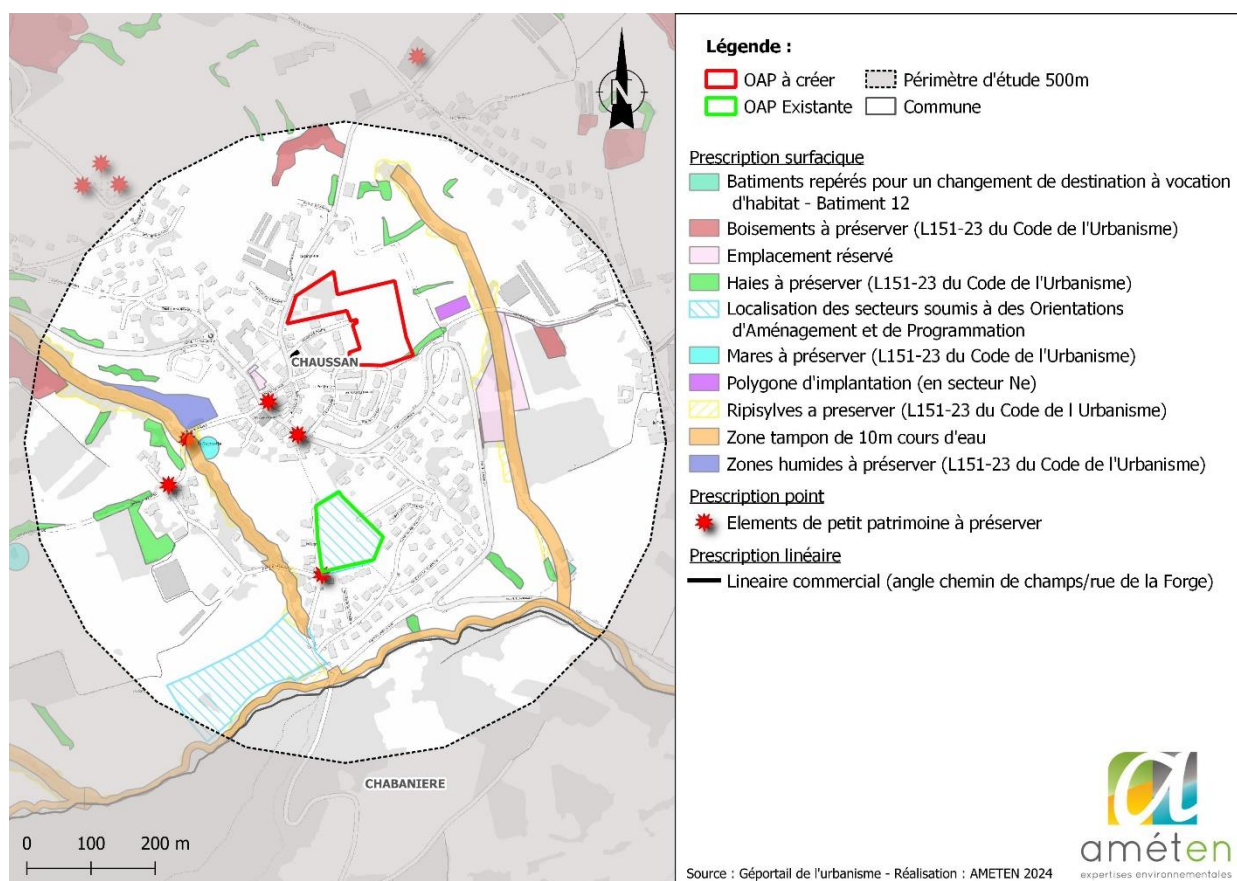 N
CHAUSSAN
CHABANIERE
0 100 200 m
Légende :
OAP à créer
Périmètre d'étude 500m
OAP Existante
Commune
Prescription surfacique
Batiments repérés pour un changement de destination à vocation
d'habitat - Batiment 12
Boisements à préserver (L151-23 du Code de l'Urbanisme)
Emplacement réservé
Haies à préserver (L151-23 du Code de l'Urbanisme)
Localisation des secteurs soumis à des Orientations
d'Aménagement et de Programmation
Mares à préserver (L151-23 du Code de l'Urbanisme)
Polygone d'implantation (en secteur Ne)
Ripisylves a preserver (L151-23 du Code de l Urbanisme)
Zone tampon de 10m cours d'eau
Zones humides à préserver (L151-23 du Code de l'Urbanisme)
Prescription point
Elements de petit patrimoine à préserver
Prescription linéaire
Lineaire commercial (angle chemin de champs/rue de la Forge)
a
améten
expertises environnementales
Source : Géportail de l'urbanisme - Réalisation : AMETEN 2024